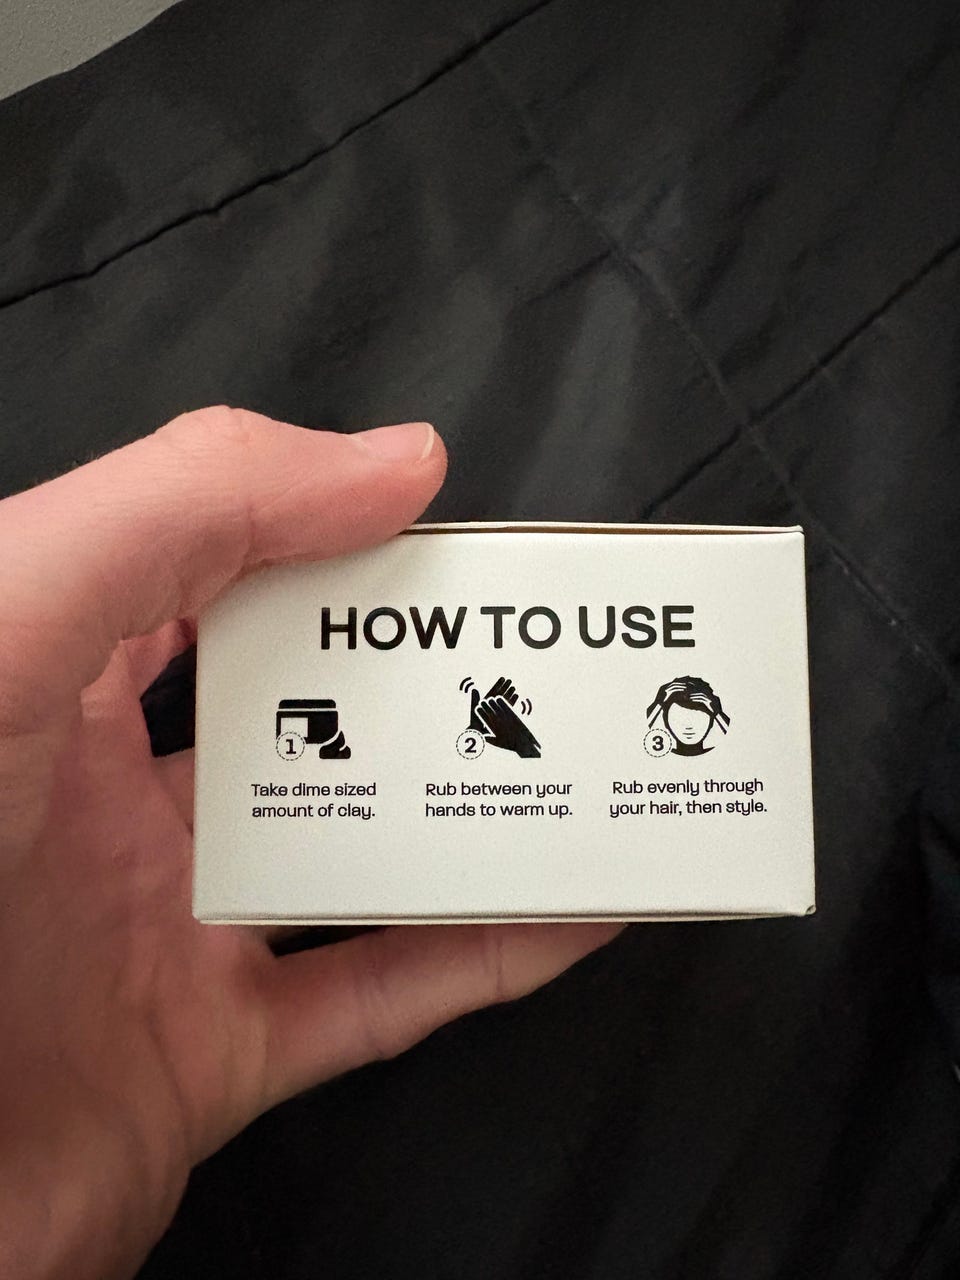 HOW TO USE
1
Take dime sized
amount of clay.
2
Rub between your
hands to warm up.
3
Rub evenly through
your hair, then style.